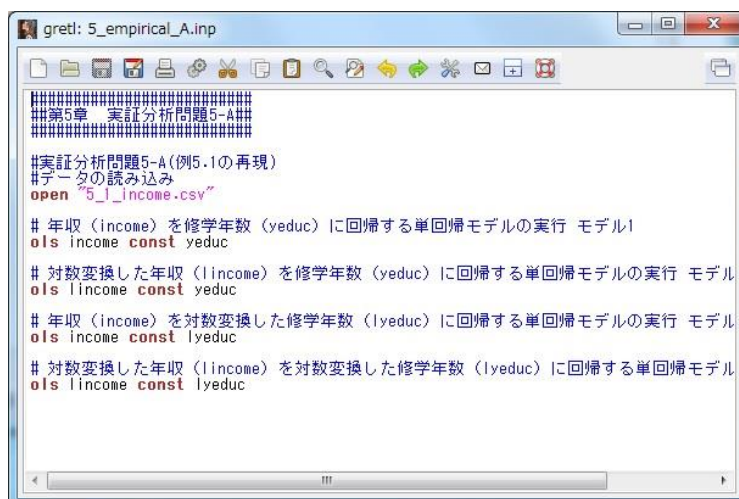 gretl: 5_empirical_A.inp
############################
##第5章　実証分析問題5-A##
############################
#実証分析問題5-A(例5.1の再現)
#データの読み込み
open "5_1_income.csv"
# 年収（income）を修学年数（yeduc）に回帰する単回帰モデルの実行 モデル1
ols income const yeduc
# 対数変換した年収（lincome）を修学年数（yeduc）に回帰する単回帰モデルの実行 モデル
ols lincome const yeduc
# 年収（income）を対数変換した修学年数（lyeduc）に回帰する単回帰モデルの実行 モデル
ols income const lyeduc
# 対数変換した年収（lincome）を対数変換した修学年数（lyeduc）に回帰する単回帰モデル
ols lincome const lyeduc